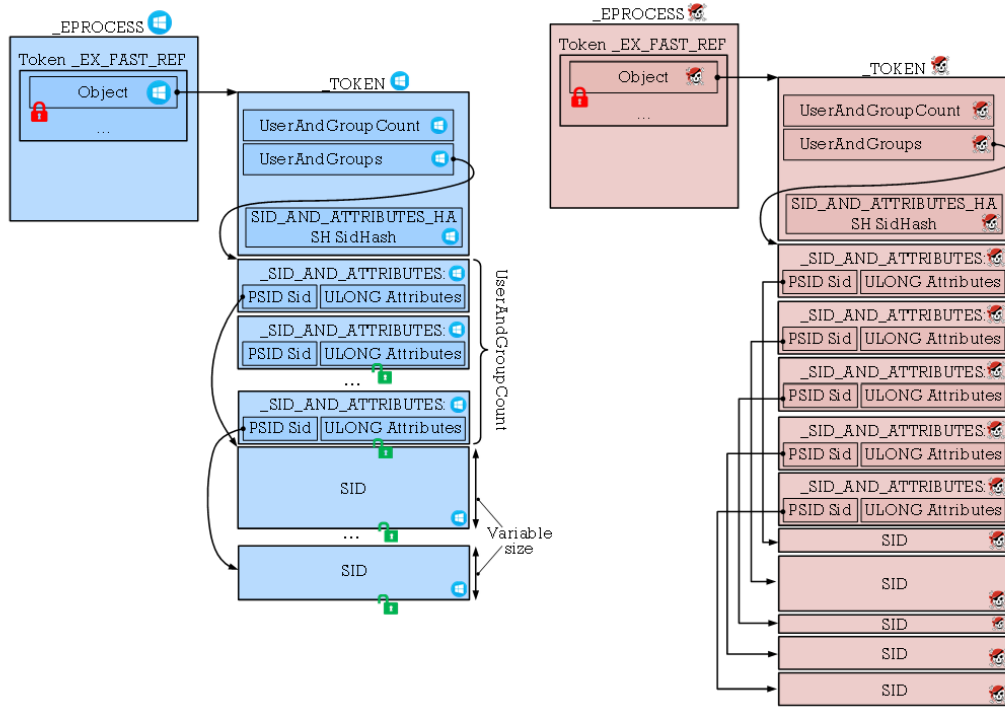 _EPROCESS
Token _EX_FAST_REF
Object
...
_TOKEN
UserAndGroupCount
UserAndGroups
SID_AND_ATTRIBUTES_HA
SH SidHash
_SID_AND_ATTRIBUTES:
PSID Sid ULONG Attributes
_SID_AND_ATTRIBUTES:
PSID Sid ULONG Attributes
...
_SID_AND_ATTRIBUTES:
PSID Sid ULONG Attributes
UserAndGroupCount
SID
...
SID
Variable
size
_EPROCESS
Token _EX_FAST_REF
Object
...
_TOKEN
UserAndGroupCount
UserAndGroups
SID_AND_ATTRIBUTES_HA
SH SidHash
_SID_AND_ATTRIBUTES:
PSID Sid ULONG Attributes
_SID_AND_ATTRIBUTES:
PSID Sid ULONG Attributes
_SID_AND_ATTRIBUTES:
PSID Sid ULONG Attributes
_SID_AND_ATTRIBUTES:
PSID Sid ULONG Attributes
_SID_AND_ATTRIBUTES:
PSID Sid ULONG Attributes
SID
SID
SID
SID
SID